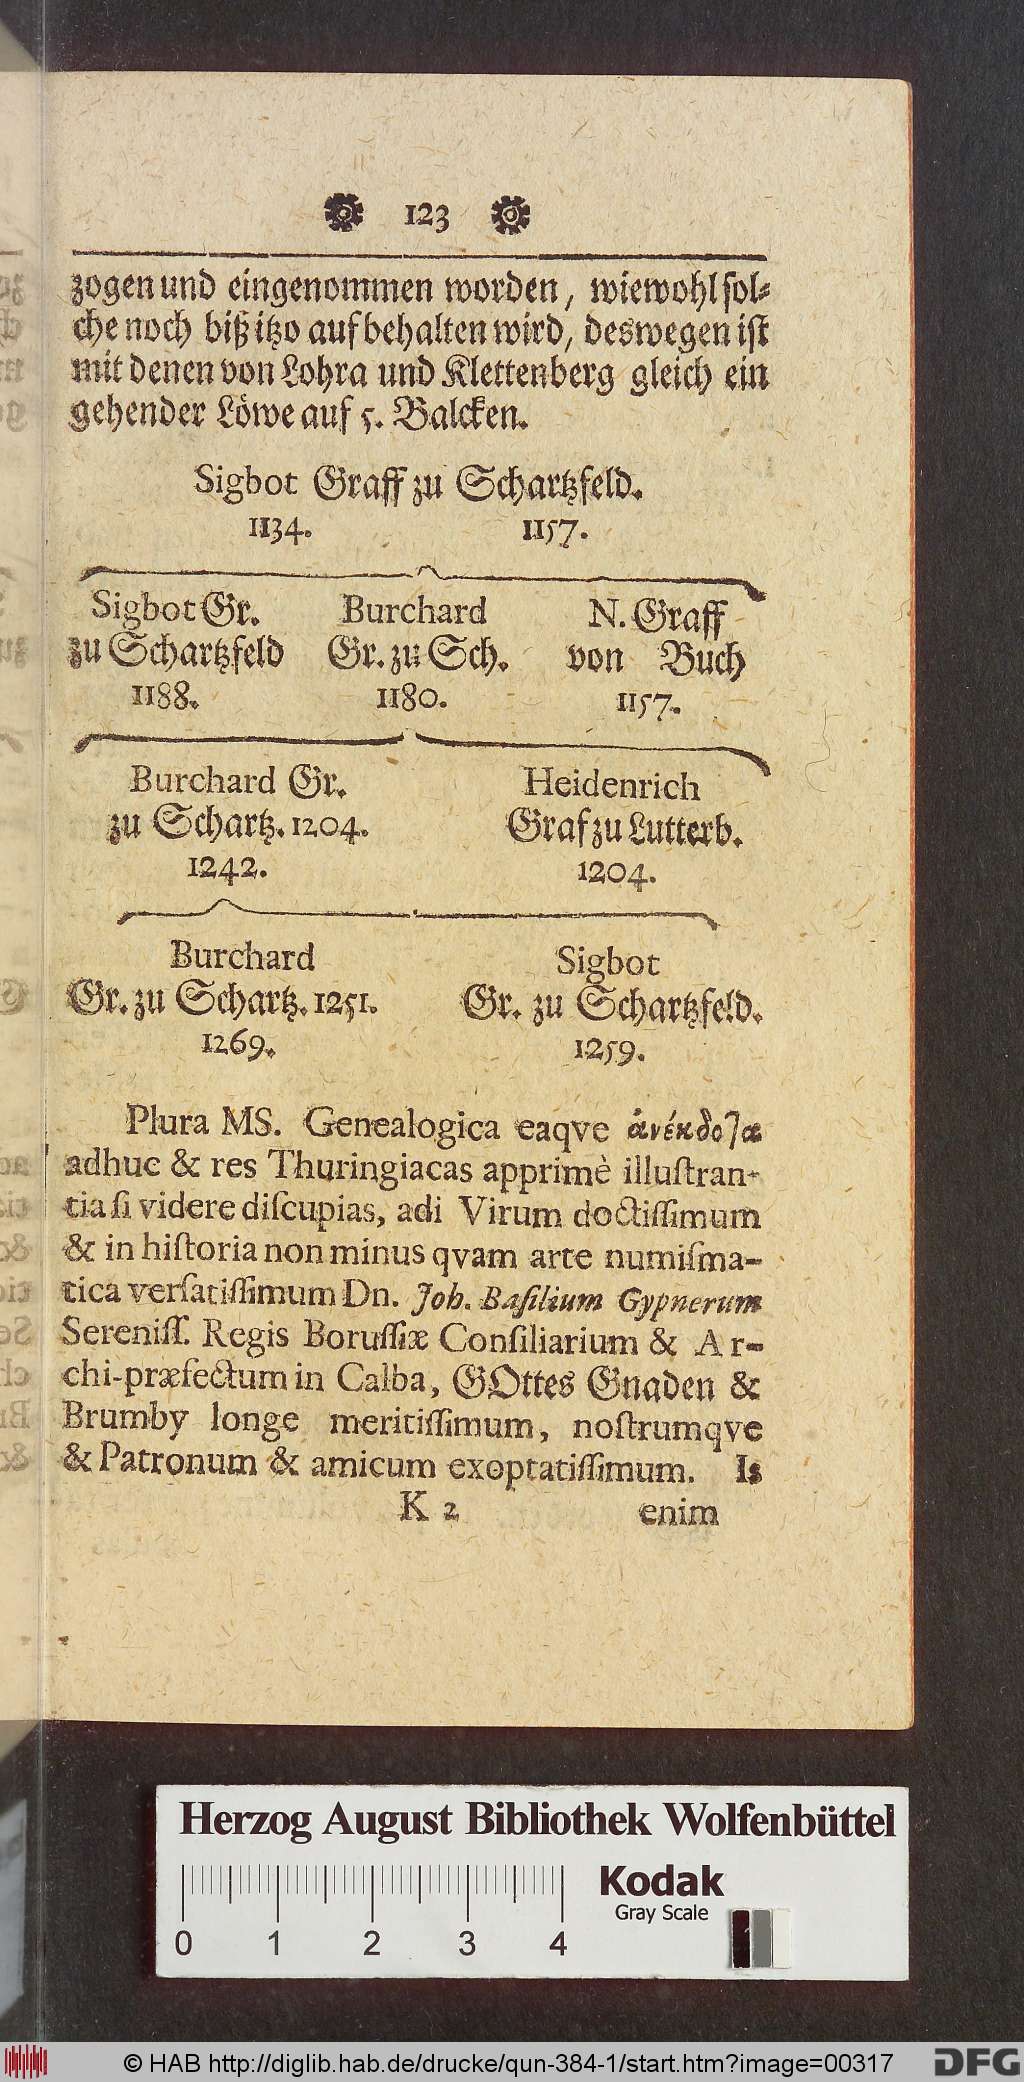 123
zogen und eingenommen worden, wiewohl sol-
che noch biß itzo auf behalten wird, deswegen ist
mit denen von Lohra und Klettenberg gleich ein
gehender Löwe auf 5. Balcken.
Sigbot Graff zu Schartzfeld.
1134. 1157.
Sigbot Gr. Burchard N. Graff
zu Schartzfeld Gr. zu Sch. von Buch
1188. 1180. 1157.
Burchard Gr. Heidenrich
zu Schartz. 1204. Graf zu Lutterb.
1242. 1204.
Burchard Sigbot
Gr. zu Schartz. 1251. Gr. zu Schartzfeld.
1269. 1259.
Plura MS. Genealogica eaqve ἀνέκδοτα
adhuc & res Thuringiacas apprimè illuſtran-
tia ſi videre diſcupias, adi Virum doctiſſimum
& in hiſtoria non minus qvam arte numiſma-
tica verſatiſſimum Dn. Joh. Baſilium Gypnerum
Sereniſſ. Regis Boruſſiæ Conſiliarium & Ar-
chi-præfectum in Calba, GOttes Gnaden &
Brumby longe meritiſſimum, noſtrumqve
& Patronum & amicum exoptatiſſimum. Is
K 2 enim
Herzog August Bibliothek Wolfenbüttel
Kodak
Gray Scale
0 1 2 3 4
© HAB http://diglib.hab.de/drucke/qun-384-1/start.htm?image=00317
DFG